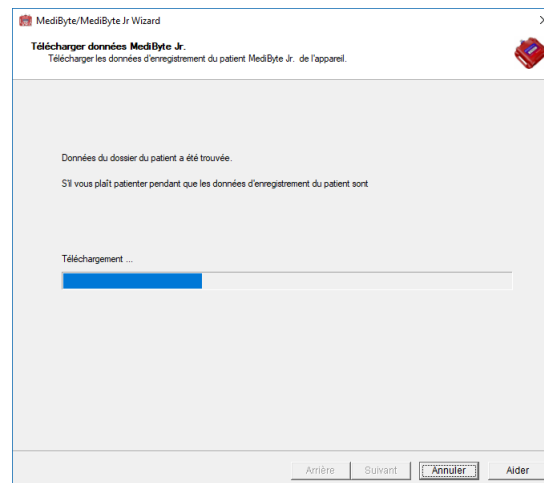 MediByte/MediByte Jr Wizard
Télécharger données MediByte Jr.
Télécharger les données d'enregistrement du patient MediByte Jr. de l'appareil.
Données du dossier du patient a été trouvée.
S'il vous plaît patienter pendant que les données d'enregistrement du patient sont
Téléchargement ...
Arrière Suivant Annuler Aider